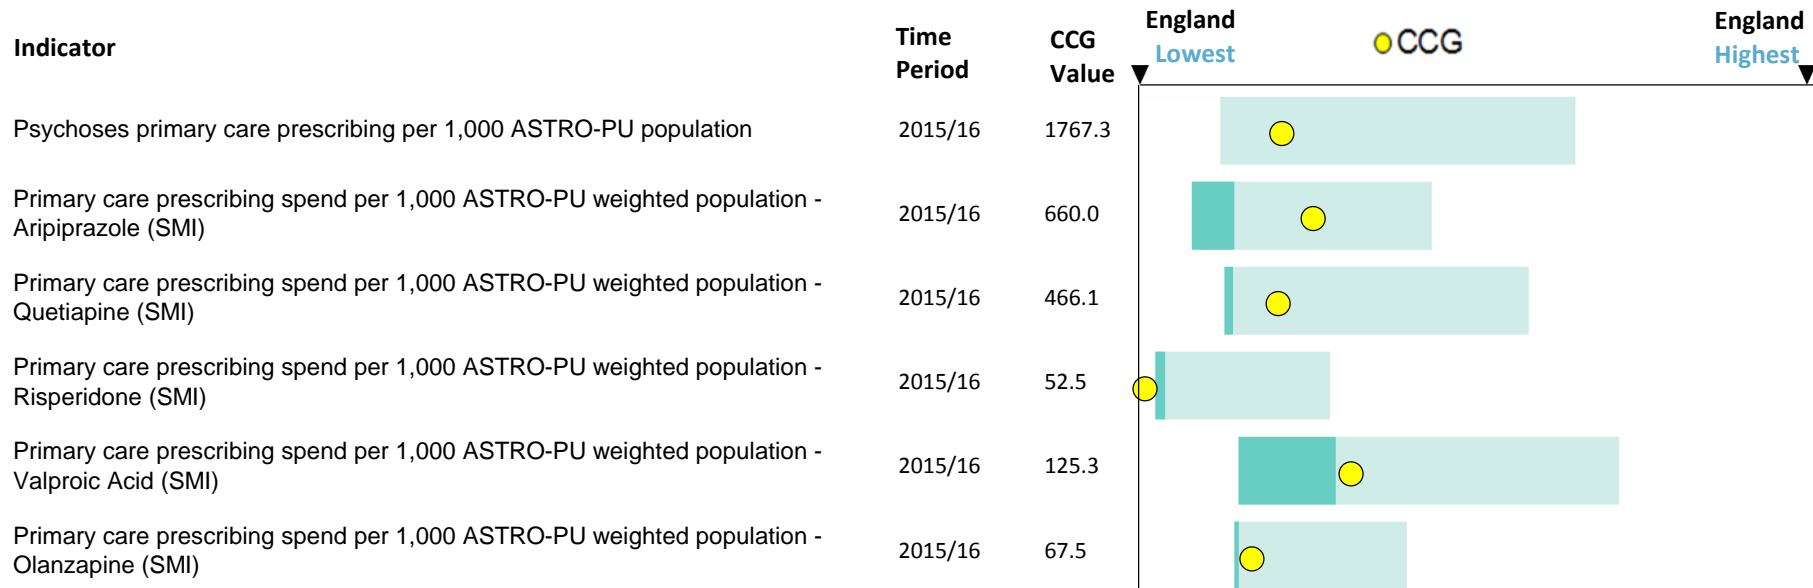 Indicator
Time
Period
CCG
Value
England
Lowest
CCG
England
Highest
Psychoses primary care prescribing per 1,000 ASTRO-PU population 2015/16 1767.3
Primary care prescribing spend per 1,000 ASTRO-PU weighted population -
Aripiprazole (SMI)
2015/16 660.0
Primary care prescribing spend per 1,000 ASTRO-PU weighted population -
Quetiapine (SMI)
2015/16 466.1
Primary care prescribing spend per 1,000 ASTRO-PU weighted population -
Risperidone (SMI)
2015/16 52.5
Primary care prescribing spend per 1,000 ASTRO-PU weighted population -
Valproic Acid (SMI)
2015/16 125.3
Primary care prescribing spend per 1,000 ASTRO-PU weighted population -
Olanzapine (SMI)
2015/16 67.5